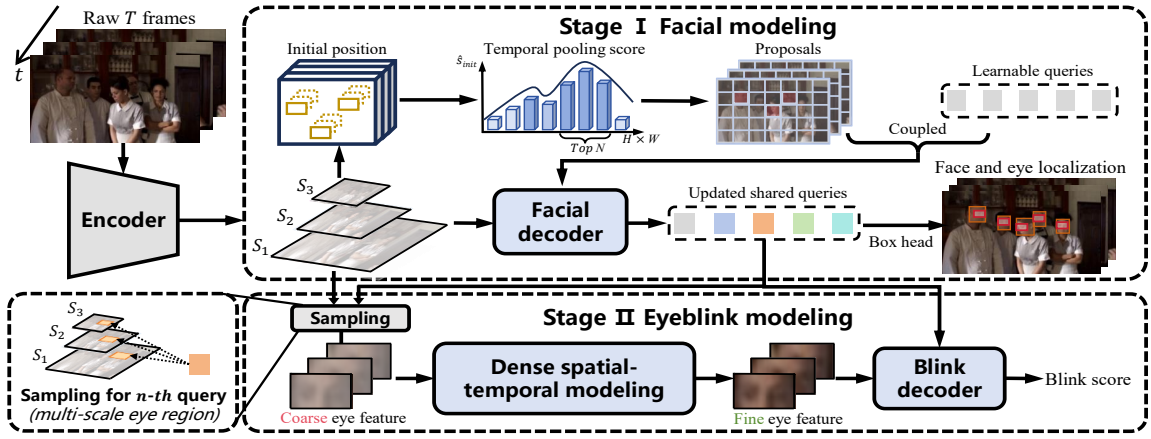 Raw T frames
t
Encoder
Stage Ⅰ Facial modeling
Initial position
Temporal pooling score
ŝ_init
Top N
H × W
Proposals
Learnable queries
Coupled
S₃
S₂
S₁
Facial
decoder
Updated shared queries
Box head
Face and eye localization
Stage Ⅱ Eyeblink modeling
Sampling
Coarse eye feature
Dense spatial-
temporal modeling
Fine eye feature
Blink
decoder
Blink score
S₃
S₂
S₁
Sampling for n-th query
(multi-scale eye region)